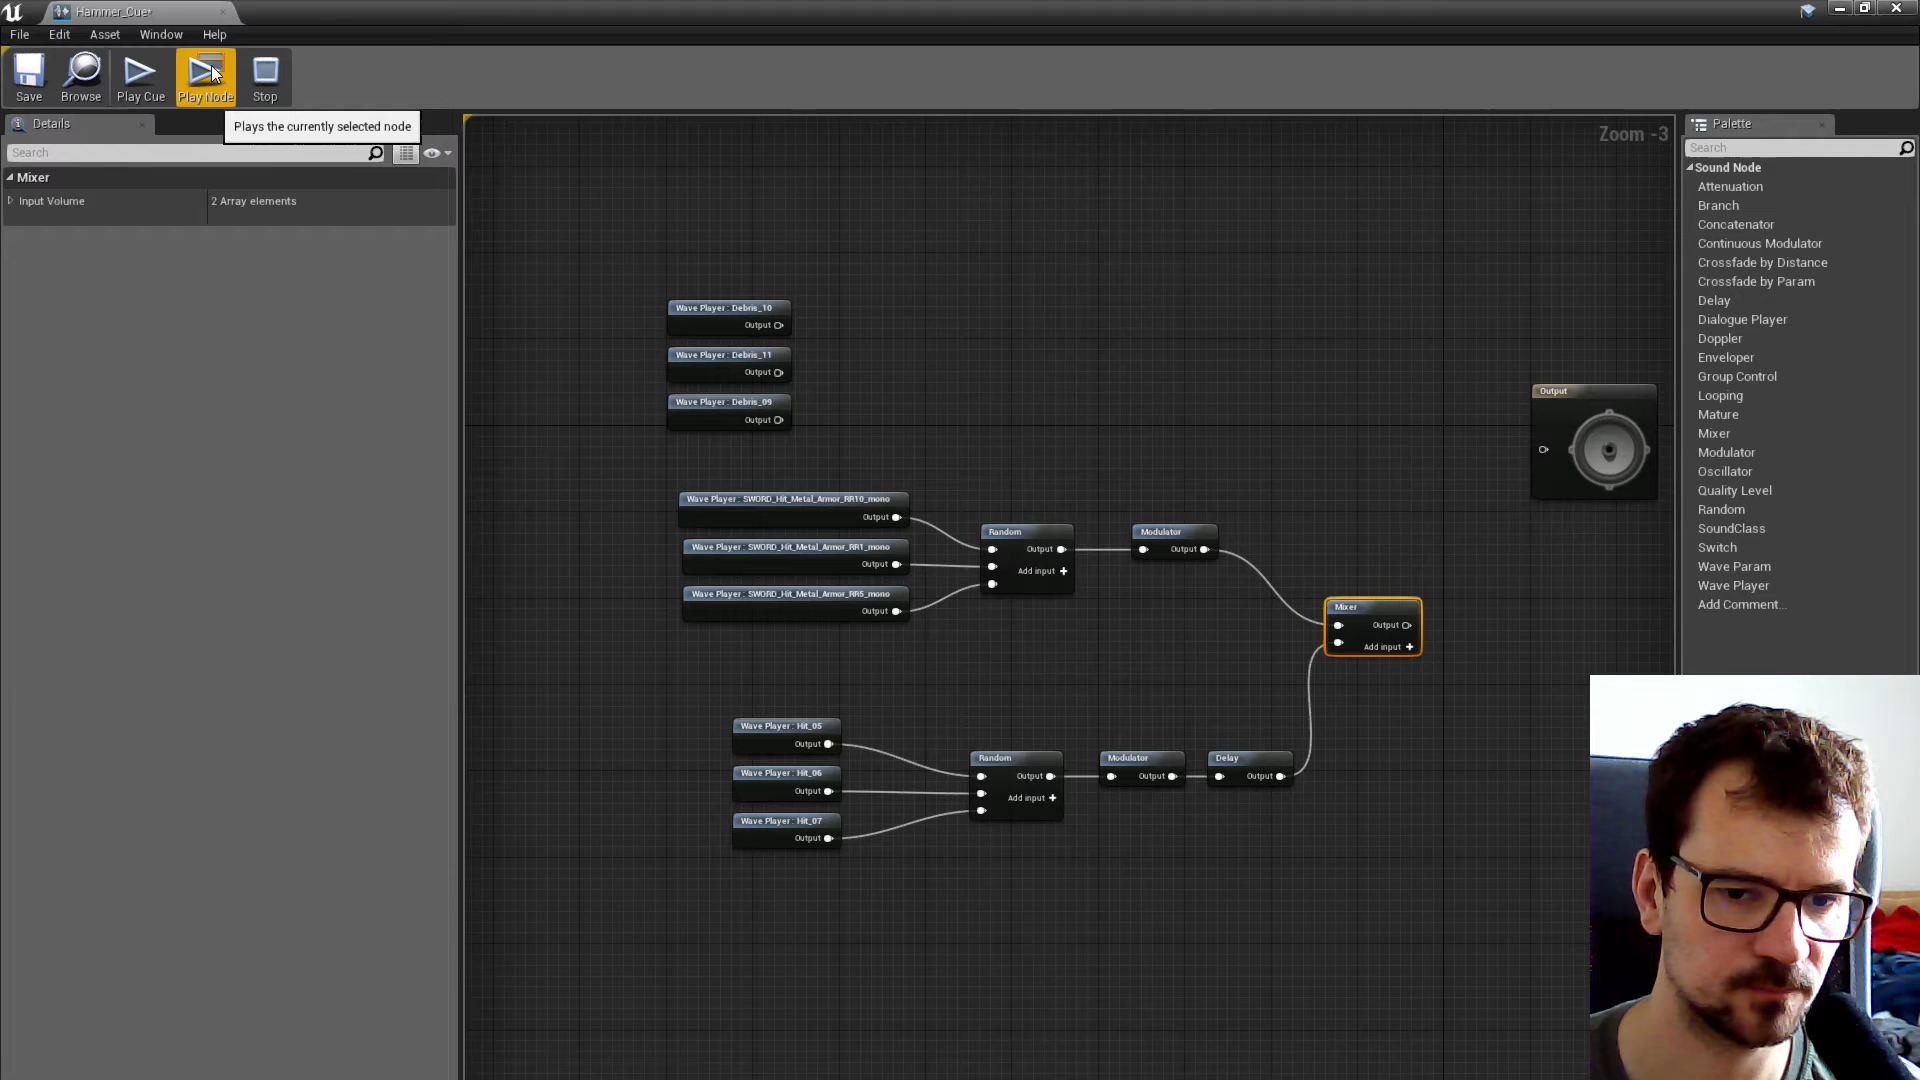 Hammer_Cue*
File Edit Asset Window Help
Save Browse Play Cue Play Node Stop
Plays the currently selected node
Details
Search
Mixer
Input Volume 2 Array elements
Zoom -3
Wave Player : Debris_10
Output
Wave Player : Debris_11
Output
Wave Player : Debris_09
Output
Output
Wave Player : SWORD_Hit_Metal_Armor_RR10_mono
Output
Wave Player : SWORD_Hit_Metal_Armor_RR1_mono
Output
Wave Player : SWORD_Hit_Metal_Armor_RR5_mono
Output
Random
Output
Add input
Modulator
Output
Mixer
Output
Add input
Wave Player : Hit_05
Output
Wave Player : Hit_06
Output
Wave Player : Hit_07
Output
Random
Output
Add input
Modulator
Output
Delay
Output
Palette
Search
Sound Node
Attenuation
Branch
Concatenator
Continuous Modulator
Crossfade by Distance
Crossfade by Param
Delay
Dialogue Player
Doppler
Enveloper
Group Control
Looping
Mature
Mixer
Modulator
Oscillator
Quality Level
Random
SoundClass
Switch
Wave Param
Wave Player
Add Comment...